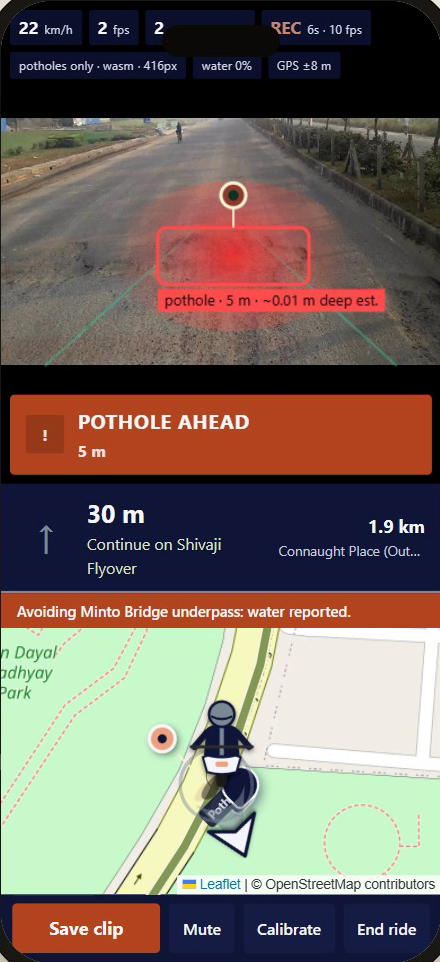 22 km/h
2 fps
2
REC 6s · 10 fps
potholes only · wasm · 416px
water 0%
GPS ±8 m
pothole · 5 m · ~0.01 m deep est.
!
POTHOLE AHEAD
5 m
↑
30 m
Continue on Shivaji
Flyover
1.9 km
Connaught Place (Out...
Avoiding Minto Bridge underpass: water reported.
n Dayal
adhyay
Park
Poth
Leaflet | © OpenStreetMap contributors
Save clip
Mute
Calibrate
End ride